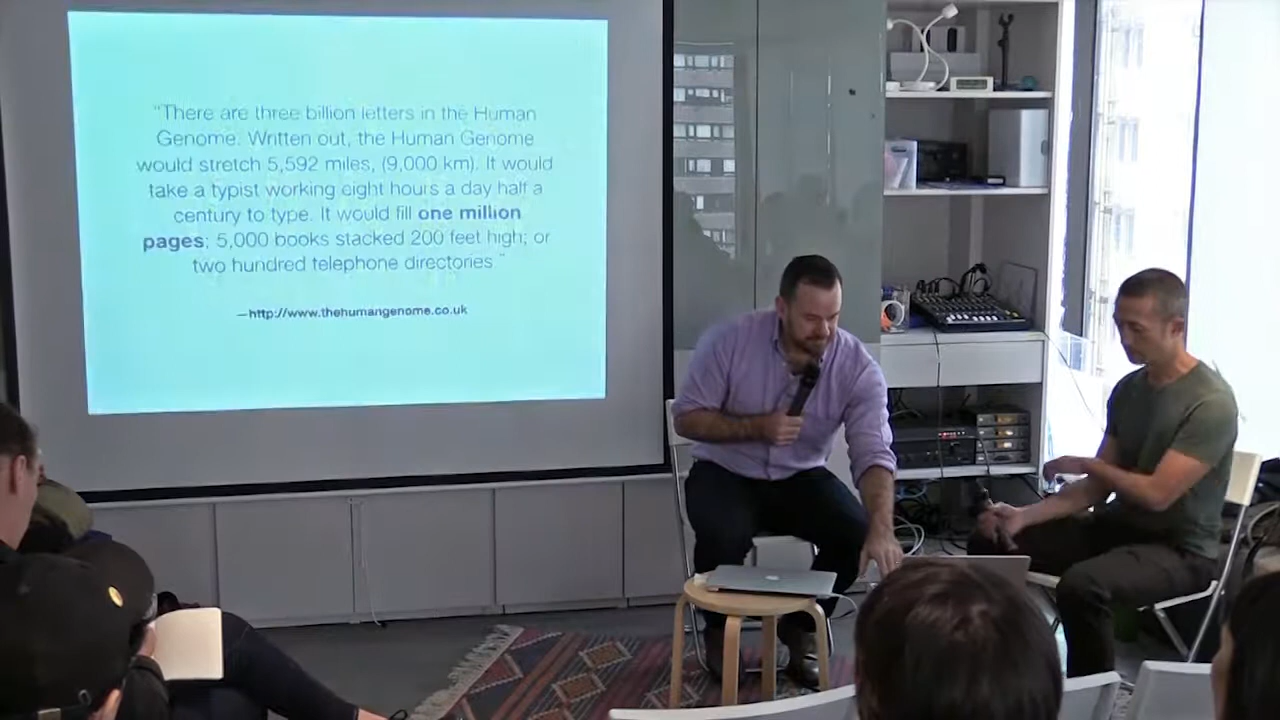 "There are three billion letters in the Human
Genome. Written out, the Human Genome
would stretch 5,592 miles, (9,000 km). It would
take a typist working eight hours a day half a
century to type. It would fill one million
pages; 5,000 books stacked 200 feet high; or
two hundred telephone directories."
—http://www.thehumangenome.co.uk